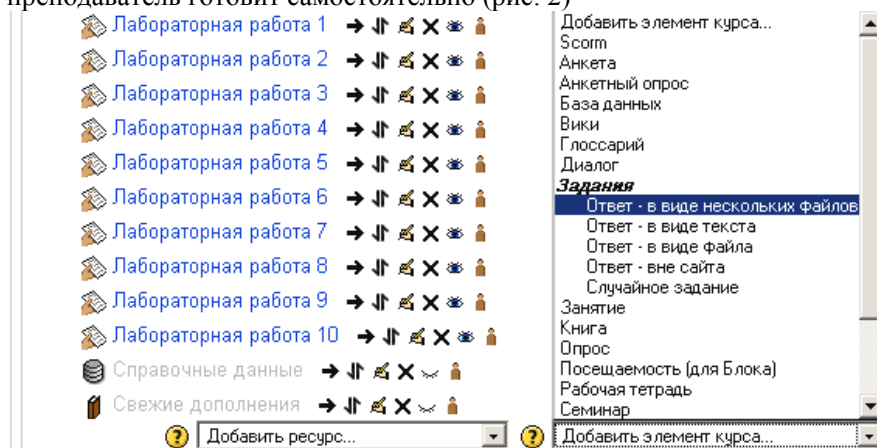 преподаватель готовит самостоятельно (рис. 2)
Лабораторная работа 1
Лабораторная работа 2
Лабораторная работа 3
Лабораторная работа 4
Лабораторная работа 5
Лабораторная работа 6
Лабораторная работа 7
Лабораторная работа 8
Лабораторная работа 9
Лабораторная работа 10
Справочные данные
Свежие дополнения
? Добавить ресурс...
Добавить элемент курса...
Scorm
Анкета
Анкетный опрос
База данных
Вики
Глоссарий
Диалог
Задания
Ответ - в виде нескольких файлов
Ответ - в виде текста
Ответ - в виде файла
Ответ - вне сайта
Случайное задание
Занятие
Книга
Опрос
Посещаемость (для Блока)
Рабочая тетрадь
Семинар
? Добавить элемент курса...